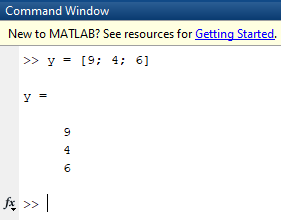 Command Window
New to MATLAB? See resources for Getting Started.
>> y = [9; 4; 6]
y =
9
4
6
fx >>